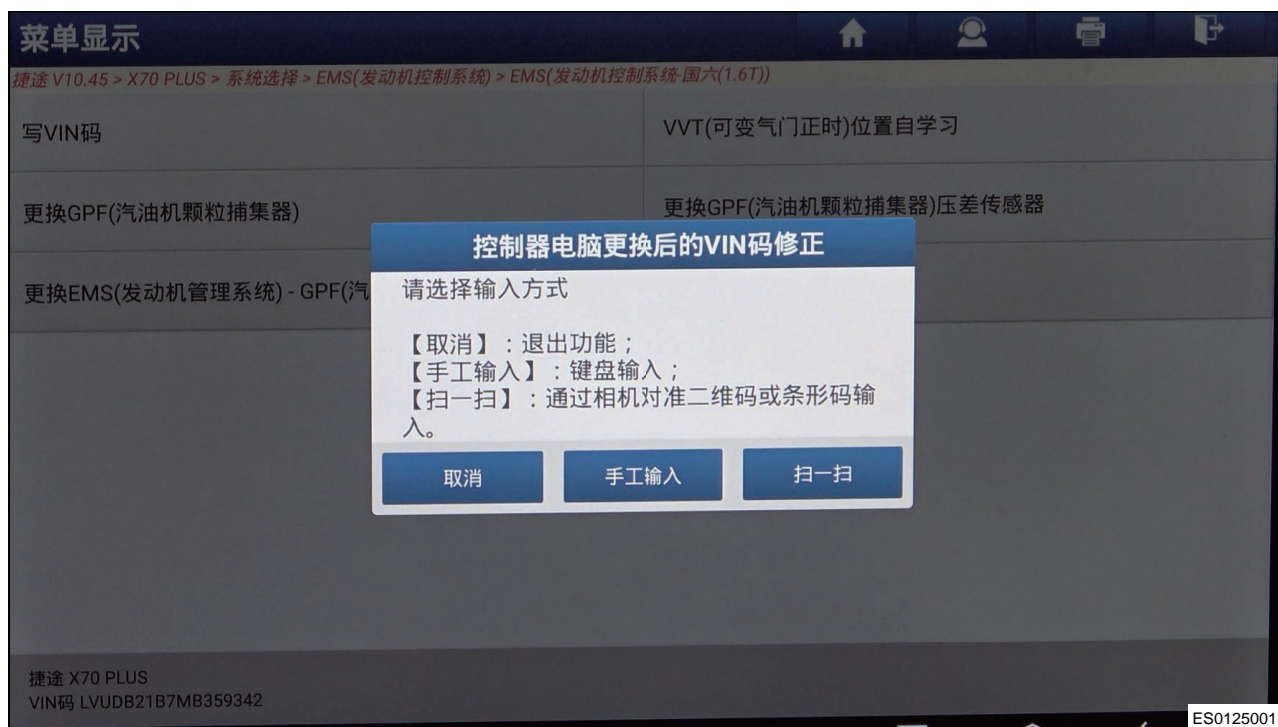 菜单显示
捷途 V10.45 > X70 PLUS > 系统选择 > EMS(发动机控制系统) > EMS(发动机控制系统-国六(1.6T))
写VIN码
VVT(可变气门正时)位置自学习
更换GPF(汽油机颗粒捕集器)
更换GPF(汽油机颗粒捕集器)压差传感器
更换EMS(发动机管理系统) - GPF(汽
控制器电脑更换后的VIN码修正
请选择输入方式
【取消】:退出功能;
【手工输入】:键盘输入;
【扫一扫】:通过相机对准二维码或条形码输
入。
取消
手工输入
扫一扫
捷途 X70 PLUS
VIN码 LVUDB21B7MB359342
ES0125001